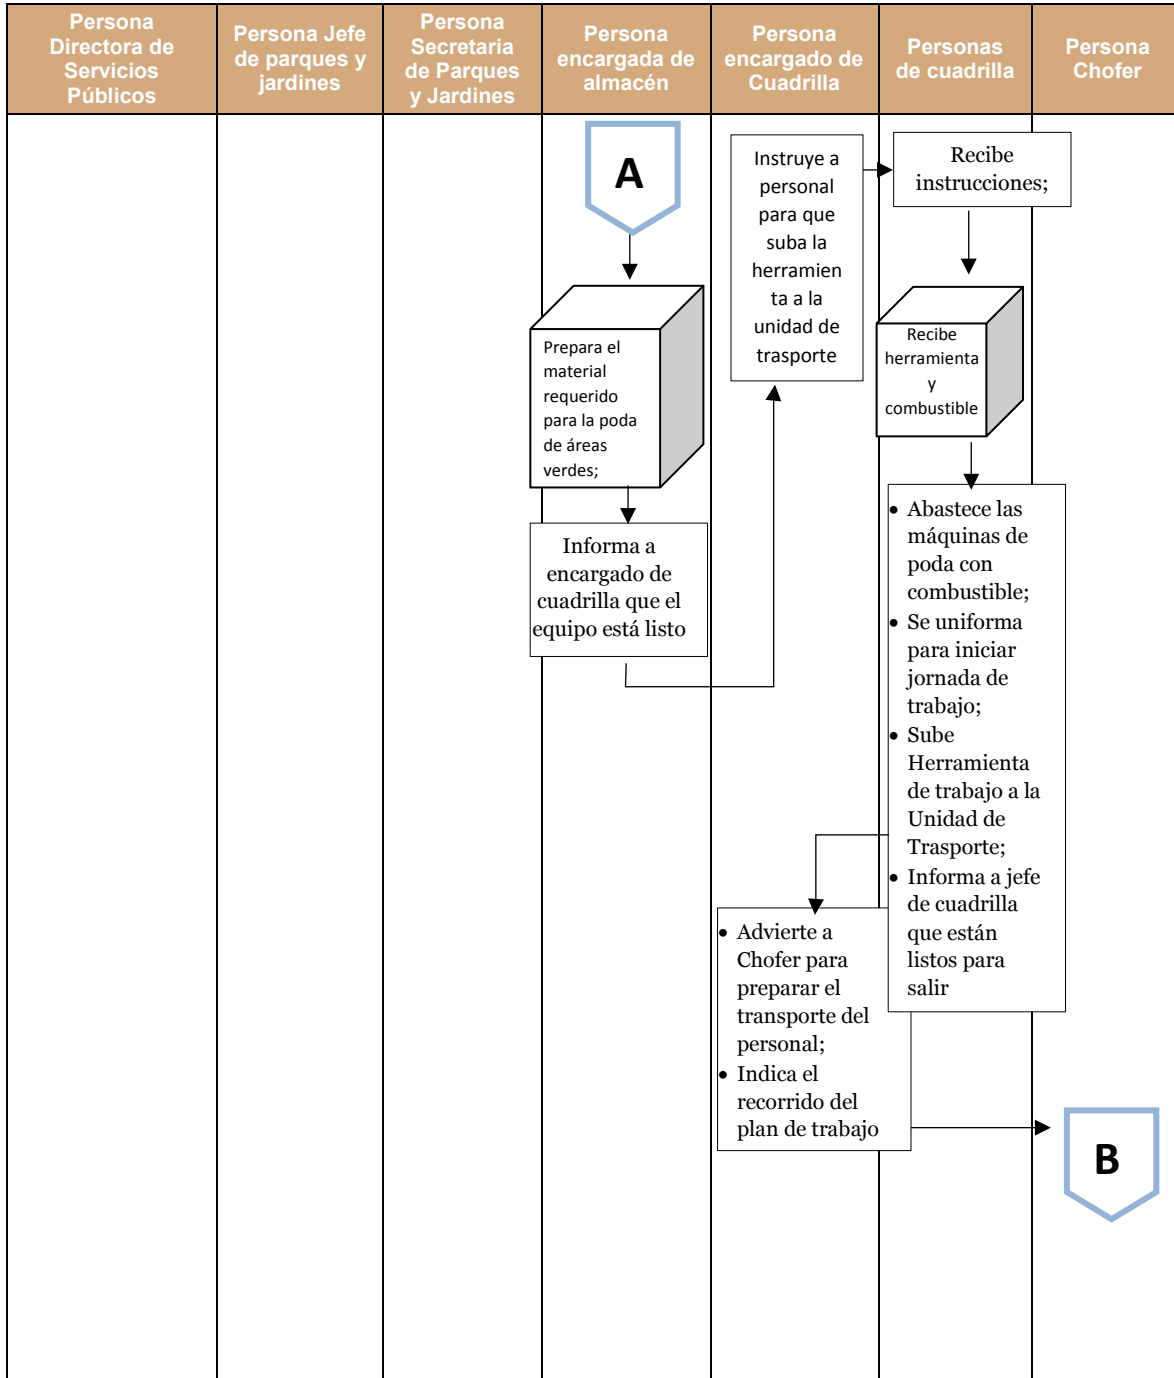 Persona
Directora de
Servicios
Públicos
Persona Jefe
de parques y
jardines
Persona
Secretaria
de Parques
y Jardines
Persona
encargada de
almacén
Persona
encargado de
Cuadrilla
Personas
de cuadrilla
Persona
Chofer
A
Prepara el
material
requerido
para la poda
de áreas
verdes;
Informa a
encargado de
cuadrilla que el
equipo está listo
Instruye a
personal
para que
suba la
herramien
ta a la
unidad de
trasporte
Recibe
instrucciones;
Recibe
herramienta
y
combustible
• Abastece las
máquinas de
poda con
combustible;
• Se uniforma
para iniciar
jornada de
trabajo;
• Sube
Herramienta
de trabajo a la
Unidad de
Trasporte;
• Informa a jefe
de cuadrilla
que están
listos para
salir
• Advierte a
Chofer para
preparar el
transporte del
personal;
• Indica el
recorrido del
plan de trabajo
B